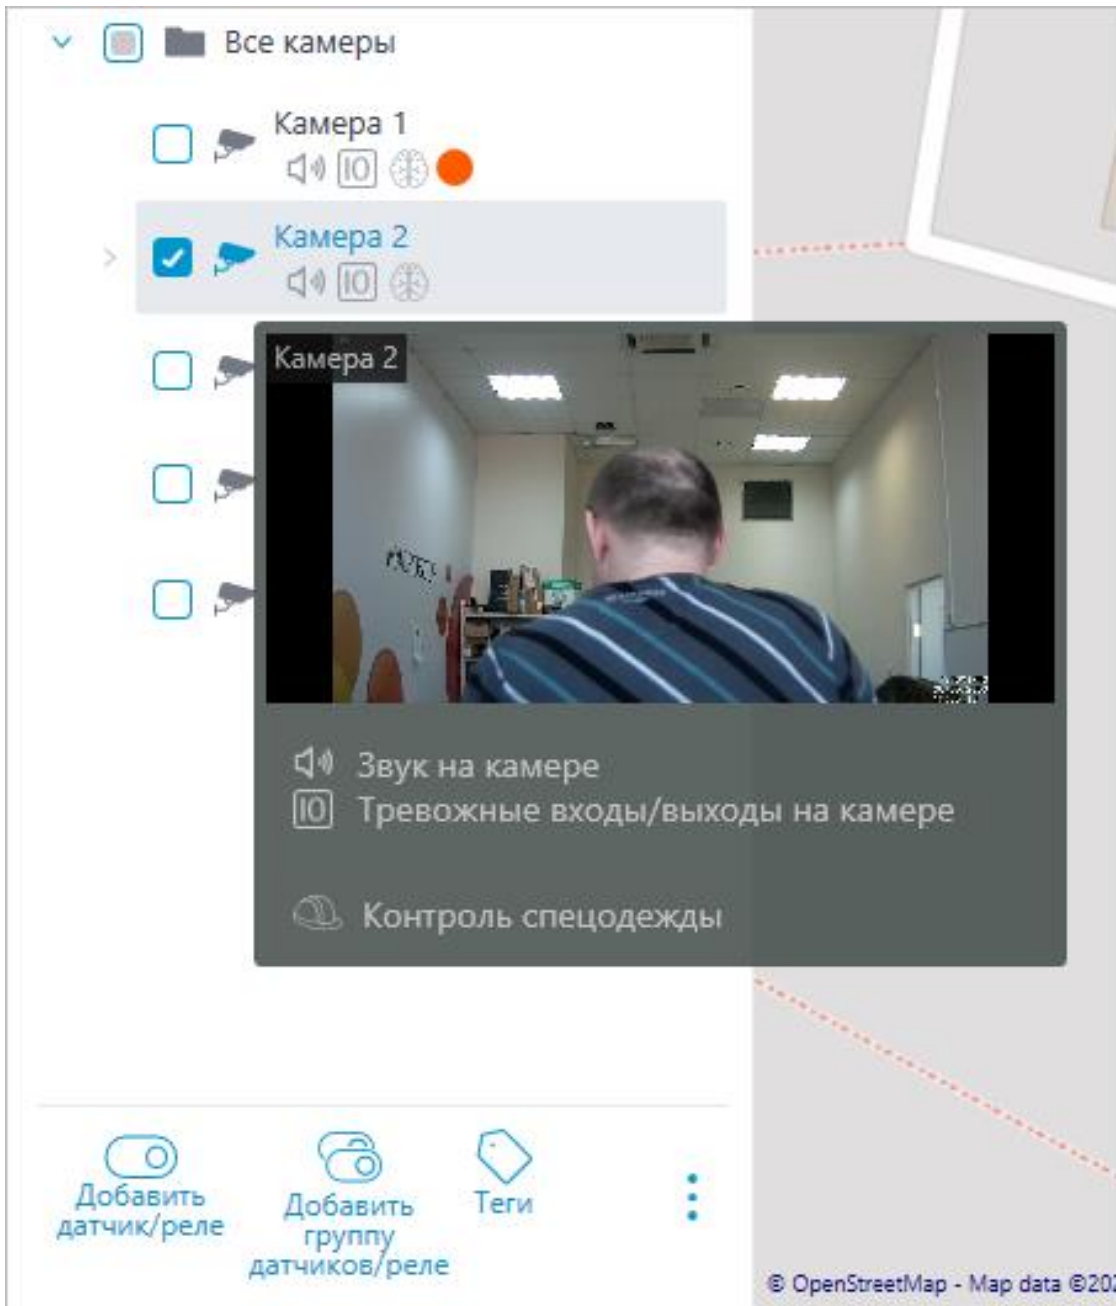 Все камеры
Камера 1
IO
Камера 2
IO
Камера 2
Звук на камере
IO Тревожные входы/выходы на камере
Контроль спецодежды
Добавить
датчик/реле
Добавить
группу
датчиков/реле
Теги
© OpenStreetMap - Map data ©202